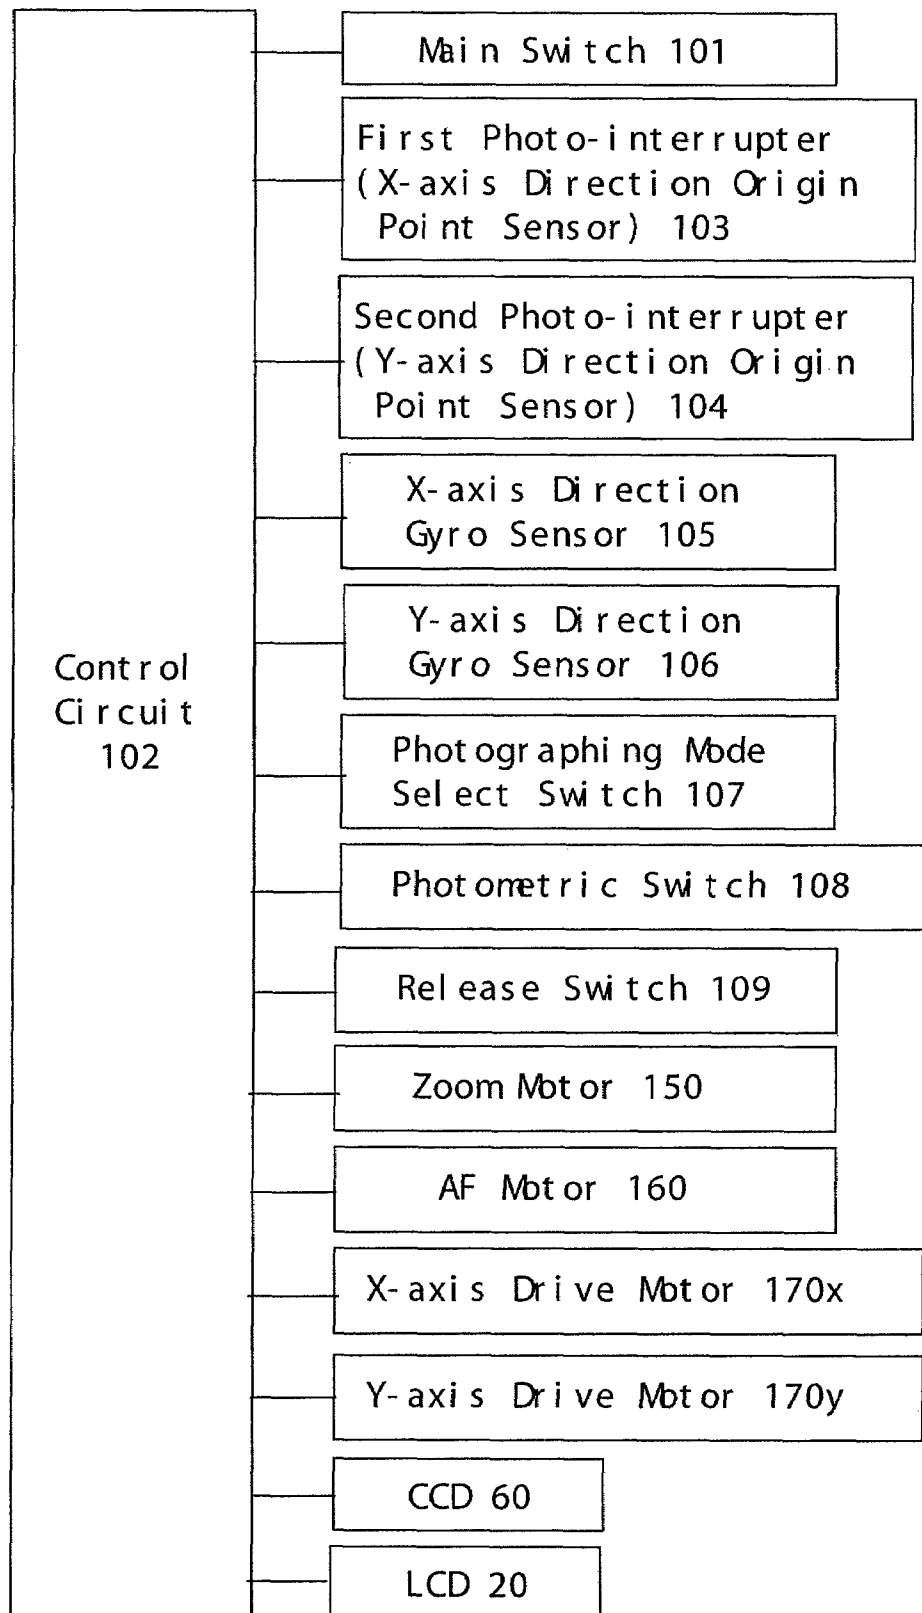 Main Switch 101
First Photo-interrupter
(X-axis Direction Origin
Point Sensor) 103
Second Photo-interrupter
(Y-axis Direction Origin
Point Sensor) 104
X-axis Direction
Gyro Sensor 105
Y-axis Direction
Gyro Sensor 106
Control
Circuit
102
Photographing Mode
Select Switch 107
Photometric Switch 108
Release Switch 109
Zoom Motor 150
AF Motor 160
X-axis Drive Motor 170x
Y-axis Drive Motor 170y
CCD 60
LCD 20